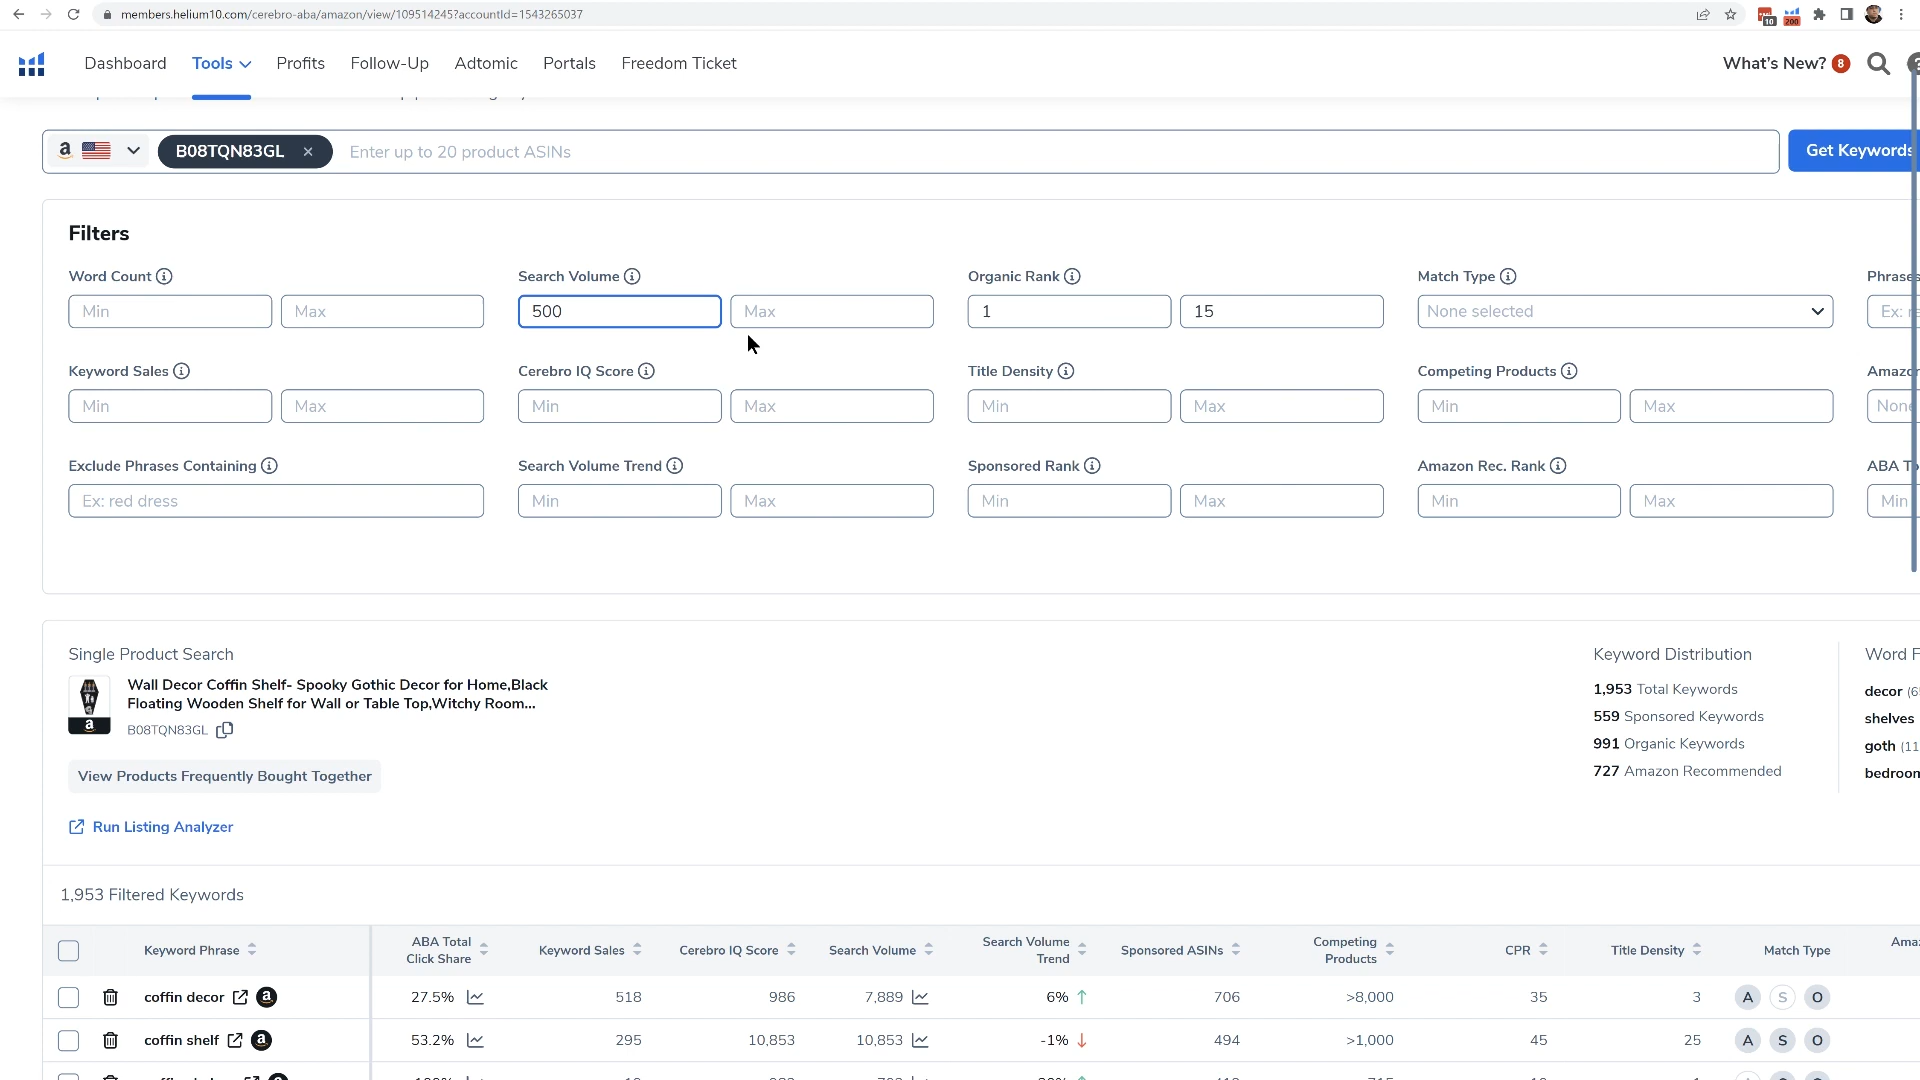 members.helium10.com/cerebro-aba/amazon/view/109514245?accountId=1543265037
10
200
Dashboard
Tools
Profits
Follow-Up
Adtomic
Portals
Freedom Ticket
What's New? 8
B08TQN83GL
Enter up to 20 product ASINs
Get Keywords
Filters
Word Count
Search Volume
Organic Rank
Match Type
Phrases
Min
Max
500
Max
1
15
None selected
Ex: re
Keyword Sales
Cerebro IQ Score
Title Density
Competing Products
Amazon
Min
Max
Min
Max
Min
Max
Min
Max
None
Exclude Phrases Containing
Search Volume Trend
Sponsored Rank
Amazon Rec. Rank
ABA To
Ex: red dress
Min
Max
Min
Max
Min
Max
Min
Single Product Search
Wall Decor Coffin Shelf- Spooky Gothic Decor for Home,Black
Floating Wooden Shelf for Wall or Table Top,Witchy Room...
B08TQN83GL
View Products Frequently Bought Together
Run Listing Analyzer
Keyword Distribution
1,953 Total Keywords
559 Sponsored Keywords
991 Organic Keywords
727 Amazon Recommended
Word F
decor (6
shelves
goth (11
bedroom
1,953 Filtered Keywords
Keyword Phrase
ABA Total
Click Share
Keyword Sales
Cerebro IQ Score
Search Volume
Search Volume
Trend
Sponsored ASINs
Competing
Products
CPR
Title Density
Match Type
Ama
coffin decor a 27.5% 518 986 7,889 6% 706 >8,000 35 3 A S O
coffin shelf a 53.2% 295 10,853 10,853 -1% 494 >1,000 45 25 A S O